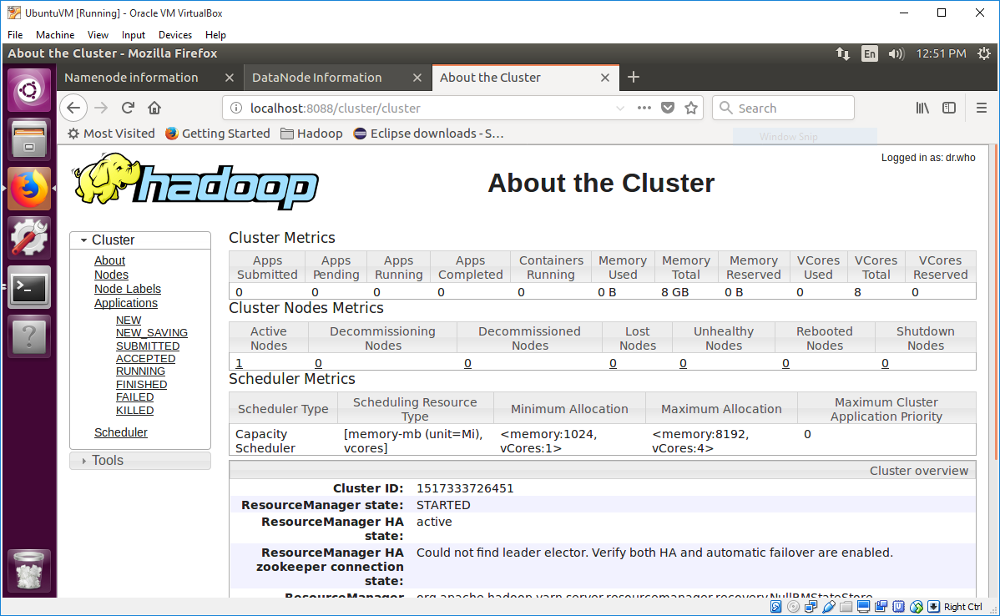 UbuntuVM [Running] - Oracle VM VirtualBox
File Machine View Input Devices Help
About the Cluster - Mozilla Firefox
En 12:51 PM
Namenode information
DataNode Information
About the Cluster
localhost:8088/cluster/cluster
Search
Most Visited
Getting Started
Hadoop
Eclipse downloads - S…
Window Snip
Logged in as: dr.who
hadoop
About the Cluster
Cluster
About
Nodes
Node Labels
Applications
NEW
NEW_SAVING
SUBMITTED
ACCEPTED
RUNNING
FINISHED
FAILED
KILLED
Scheduler
Tools
Cluster Metrics
Apps Submitted Apps Pending Apps Running Apps Completed Containers Running Memory Used Memory Total Memory Reserved VCores Used VCores Total VCores Reserved
0 0 0 0 0 0 B 8 GB 0 B 0 8 0
Cluster Nodes Metrics
Active Nodes Decommissioning Nodes Decommissioned Nodes Lost Nodes Unhealthy Nodes Rebooted Nodes Shutdown Nodes
1 0 0 0 0 0 0
Scheduler Metrics
Scheduler Type Scheduling Resource Type Minimum Allocation Maximum Allocation Maximum Cluster Application Priority
Capacity Scheduler [memory-mb (unit=Mi), vcores] <memory:1024, vCores:1> <memory:8192, vCores:4> 0
Cluster overview
Cluster ID: 1517333726451
ResourceManager state: STARTED
ResourceManager HA state: active
ResourceManager HA zookeeper connection state: Could not find leader elector. Verify both HA and automatic failover are enabled.
ResourceManager org.apache.hadoop.yarn.server.resourcemanager.recovery.NullRMStateStore
Right Ctrl